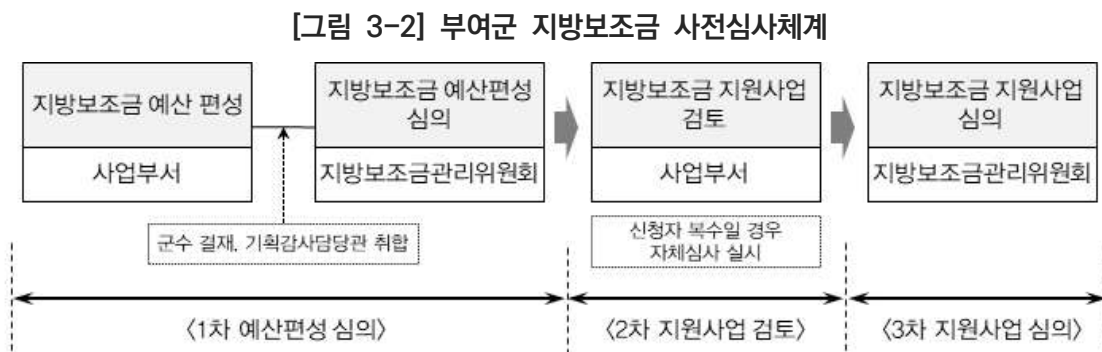 [그림 3-2] 부여군 지방보조금 사전심사체계
지방보조금 예산 편성
사업부서
지방보조금 예산편성
심의
지방보조금관리위원회
지방보조금 지원사업
검토
사업부서
지방보조금 지원사업
심의
지방보조금관리위원회
군수 결재, 기획감사담당관 취합
신청자 복수일 경우
자체심사 실시
〈1차 예산편성 심의〉
〈2차 지원사업 검토〉
〈3차 지원사업 심의〉